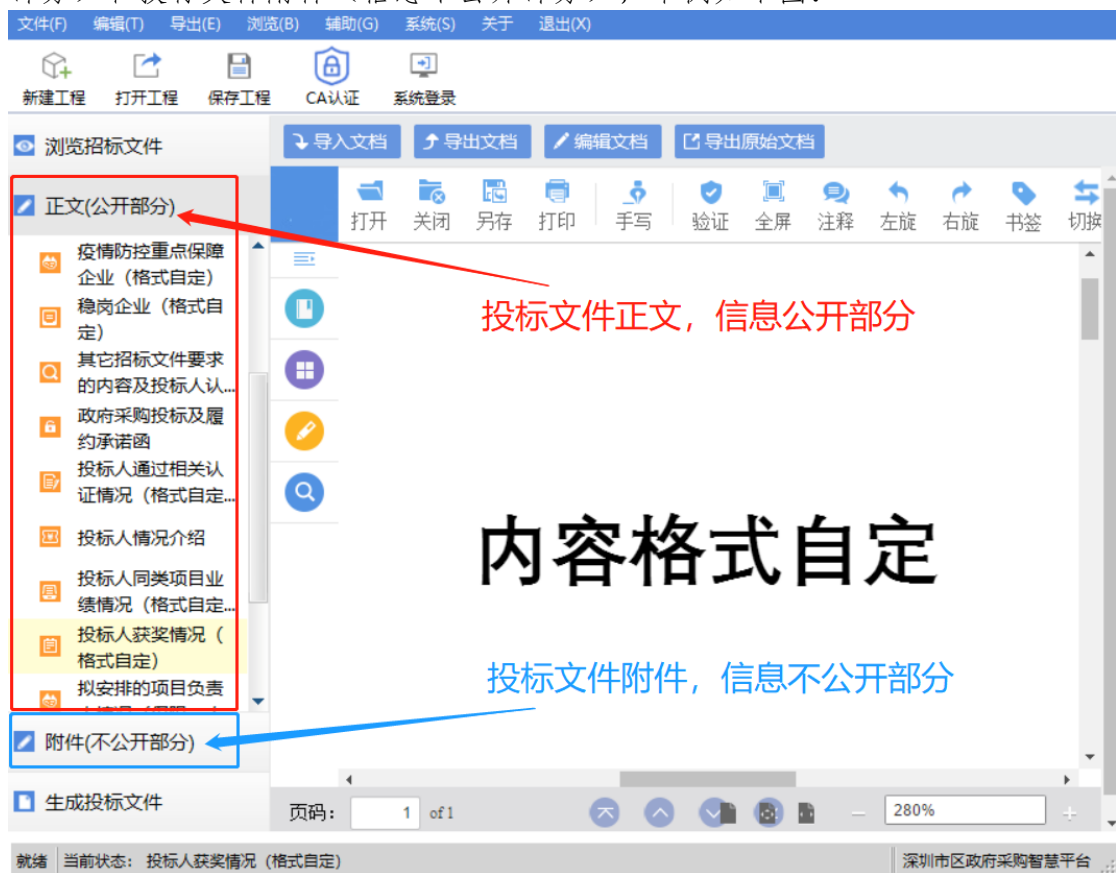 文件(F) 编辑(T) 导出(E) 浏览(B) 辅助(G) 系统(S) 关于 退出(X)
新建工程 打开工程 保存工程 CA认证 系统登录
浏览招标文件
导入文档 导出文档 编辑文档 导出原始文档
正文(公开部分)
打开 关闭 另存 打印 手写 验证 全屏 注释 左旋 右旋 书签 切换
疫情防控重点保障
企业（格式自定）
稳岗企业（格式自
定）
其它招标文件要求
的内容及投标人认...
政府采购投标及履
约承诺函
投标人通过相关认
证情况（格式自定...
投标人情况介绍
投标人同类项目业
绩情况（格式自定...
投标人获奖情况（
格式自定）
拟安排的项目负责
投标文件正文，信息公开部分
内容格式自定
投标文件附件，信息不公开部分
附件(不公开部分)
生成投标文件
页码: 1 of 1 280%
就绪 当前状态: 投标人获奖情况（格式自定） 深圳市区政府采购智慧平台